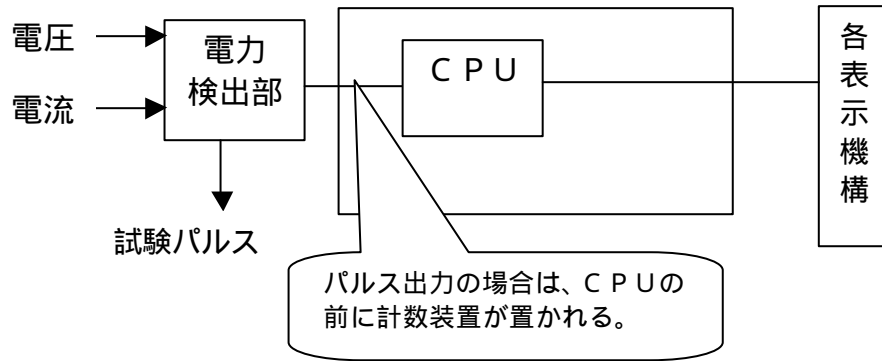 電圧
電流
電力
検出部
ＣＰＵ
各表示機構
試験パルス
パルス出力の場合は、ＣＰＵの
前に計数装置が置かれる。